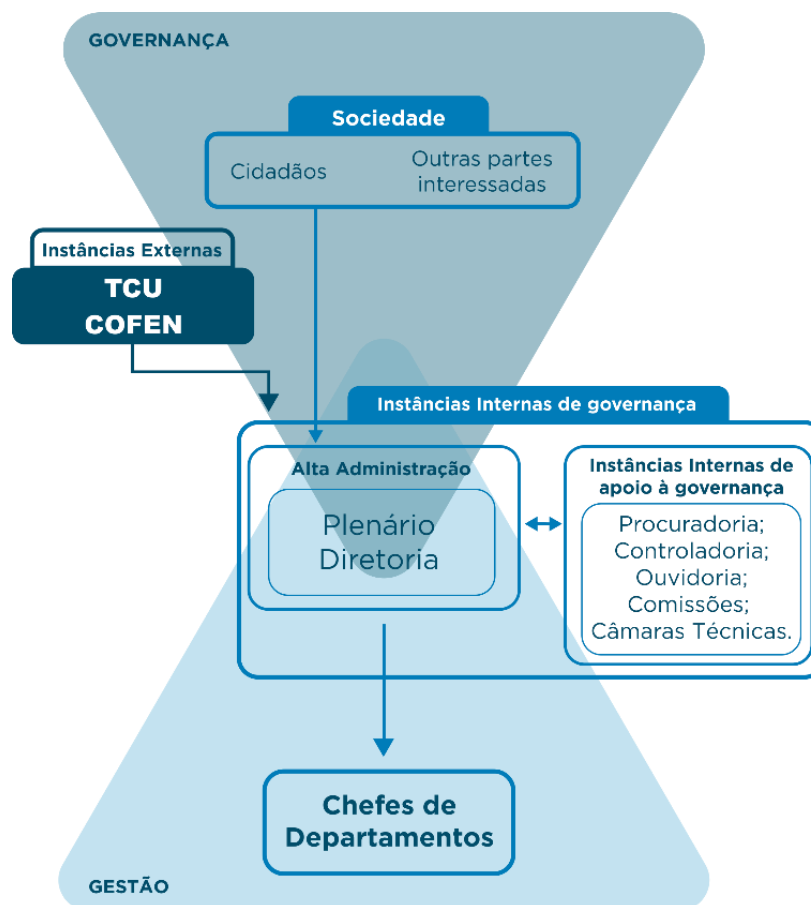 GOVERNANÇA
Sociedade
Cidadãos
Outras partes
interessadas
Instâncias Externas
TCU
COFEN
Instâncias Internas de governança
Alta Administração
Plenário
Diretoria
Instâncias Internas de
apoio à governança
Procuradoria;
Controladoria;
Ouvidoria;
Comissões;
Câmaras Técnicas.
Chefes de
Departamentos
GESTÃO